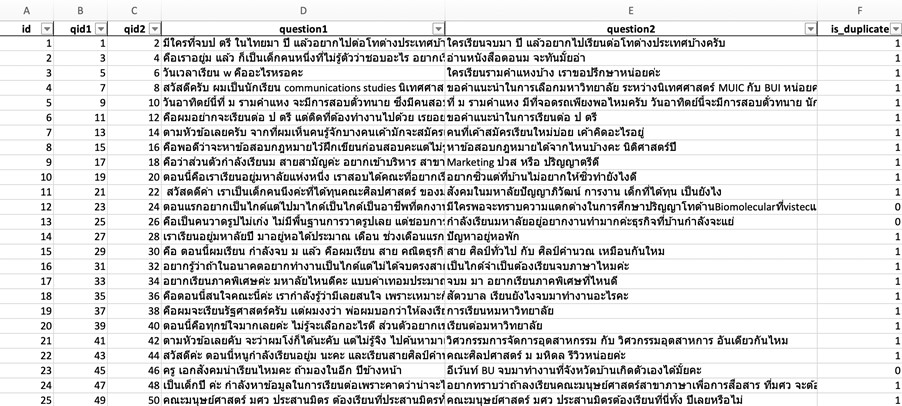 A B C D E F
id qid1 qid2 question1 question2 is_duplicate
1 1 2 มีใครที่จบป ตรี ในไทยมา ปี แล้วอยากไปต่อโทต่างประเทศบ้า ใครเรียนจบมา ปี แล้วอยากไปเรียนต่อโทต่างประเทศบ้างครับ 1
2 3 4 คือเราอยู่ม แล้ว ก็เป็นเด็กคนหนึ่งที่ไม่รู้ตัวว่าชอบอะไร อยากเ อ่านหนังสือตอนม จะทันมั้ยอ่า 1
3 5 6 วันเวลาเรียน w คืออะไรหรอคะ ใครเรียนรามคำแหงบ้าง เราขอปรึกษาหน่อยค่ะ 1
4 7 8 สวัสดีครับ ผมเป็นนักเรียน communications studies นิเทศศาส ขอคำแนะนำในการเลือกมหาวิทยาลัย ระหว่างนิเทศศาสตร์ MUIC กับ BUI หน่อยค 1
5 9 10 วันอาทิตย์นี้ที่ ม รามคำแหง จะมีการสอบตั๋วทนาย ซึ่งมีคนสอ ที่ ม รามคำแหง มีที่จอดรถเพียงพอไหมครับ วันอาทิตย์นี้จะมีการสอบตั๋วทนาย นัก 1
6 11 12 คือผมอยากจะเรียนต่อ ป ตรี แต่ติดที่ต้องทำงานไปด้วย เรยอย ขอคำแนะนำในการเรียนต่อ ป ตรี 1
7 13 14 ตามหัวข้อเลยครับ จากที่ผมเห็นคนรู้จักบางคนเค้ามักจะสมัคร คนที่เค้าสมัครเรียนใหม่บ่อย เค้าคิดอะไรอยู่ 1
8 15 16 คือพอดีว่าจะหาข้อสอบกฎหมายไว้ฝึกเขียนก่อนสอบคะแต่ไม่ หาข้อสอบกฎหมายได้จากไหนบ้างคะ นิติศาสตร์ปี 1
9 17 18 คือว่าส่วนตัวกำลังเรียนม สายสามัญค่ะ อยากเข้าบริหาร สาขา Marketing ปวส หรือ ปริญญาตรีดี 1
10 19 20 ตอนนี้คือเราเรียนอยู่มหาลัยแห่งหนึ่ง เราสอบได้คณะที่อยากเ อยากซิ่วแต่ที่บ้านไม่อยากให้ซิ่วทำยังไงดี 1
11 21 22 สวัสดดีค่า เราเป็นเด็กคนนึงค่ะที่ได้ทุนคณะศิลปศาสตร์ ของม สังคมในมหาลัยปัญญาภิวัฒน์ การงาน เด็กที่ได้ทุน เป็นยังไง 1
12 23 24 ตอนแรกอยากเป็นไกด์แต่ไปมาไกด์เป็นไกด์เป็นอาชีพที่ตกงา มีใครพอจะทราบความแตกต่างในการศึกษาปริญญาโทด้านBiomolecularที่vistecแ 0
13 25 26 คือเป็นคนวาดรูปไม่เก่ง ไม่มีพื้นฐานการวาดรูปเลย แต่ชอบกา กำลังเรียนมหาลัยอยู่อยากงานทำมากค่ะธุรกิจที่บ้านกำลังจะแย่ 0
14 27 28 เราเรียนอยู่มหาลัยปี มาอยู่หอได้ประมาณ เดือน ช่วงเดือนแรก ปัญหาอยู่หอพัก 1
15 29 30 คือ ตอนนี้ผมเรียน กำลังจบ ม แล้ว คือผมเรียน สาย คณิตธุรกิ สาย ศิลป์ทั่วไป กับ ศิลป์คำนวณ เหมือนกันไหม 1
16 31 32 อยากรู้ว่าถ้าในอนาคตอยากทำงานเป็นไกด์แต่ไม่ได้จบตรงสา เป็นไกด์จำเป็นต้องเรียนจบภาษาไหมค่ะ 1
17 33 34 อยากเรียนภาคพิเศษค่ะ มหาลัยไหนดีคะ แบบค่าเทอมประมา จบม มา อยากเรียนภาคพิเศษที่ไหนดี 1
18 35 36 คือตอนนี้สนใจคณะนี้ค่ะ เรากำลังรู้ว่ามีเลยสนใจ เพราะเหมาะ สัตวบาล เรียนยังไงจบมาทำงานอะไรคะ 1
19 37 38 คือผมจะเรียนรัฐศาสตร์ครับ แต่ผมงงว่า พ่อผมบอกว่าให้ลงเรี การเรียนหมหาวิทยาลัย 1
20 39 40 ตอนนี้คือทุกข์ใจมากเลยค่ะ ไม่รู้จะเลือกอะไรดี ส่วนตัวอยากเ เรียนต่อมหาวิทยาลัย 1
21 41 42 ตามหัวข้อเลยคับ จะว่าผมโง่ก็ได้นะคับ แต่ไม่รู้จิง ไปค้นหามา วิศวกรรมการจัดการอุตสาหกรรม กับ วิศวกรรมอุตสาหการ อันเดียวกันไหม 1
22 43 44 สวัสดีค่ะ ตอนนี้หนูกำลังเรียนอยู่ม นะคะ และเรียนสายศิลป์คำ คณะศิลปศาสตร์ ม มหิดล รีวิวหน่อยค่ะ 1
23 45 46 ครู เอกสังคมน่าเรียนไหมคะ ถ้ามองในอีก ปีข้างหน้า อีเว้นท์ BU จบมาทำงานที่จังหวัดบ้านเกิดตัวเองได้มั้ยคะ 0
24 47 48 เป็นเด็กปี ค่ะ กำลังหาข้อมูลในการเรียนต่อเพราะคาดว่าน่าจะไ อยากทราบว่าถ้าลงเรียนคณะมนุษย์ศาสตร์สาขาภาษาเพื่อการสื่อสาร ที่มศว จะต้อ 1
25 49 50 คณะมนุษย์ศาสตร์ มศว ประสานมิตร ต้องเรียนที่ประสานมิตรท คณะมนุษย์ศาสตร์ มศว ประสานมิตรต้องเรียนที่นี่ทั้ง ปีเลยหรือไม่ 1